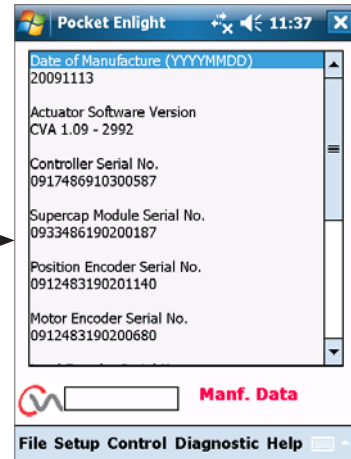 Pocket Enlight 11:37
Date of Manufacture (YYYYMMDD)
20091113
Actuator Software Version
CVA 1.09 - 2992
Controller Serial No.
0917486910300587
Supercap Module Serial No.
0933486190200187
Position Encoder Serial No.
0912483190201140
Motor Encoder Serial No.
0912483190200680
Manf. Data
File Setup Control Diagnostic Help